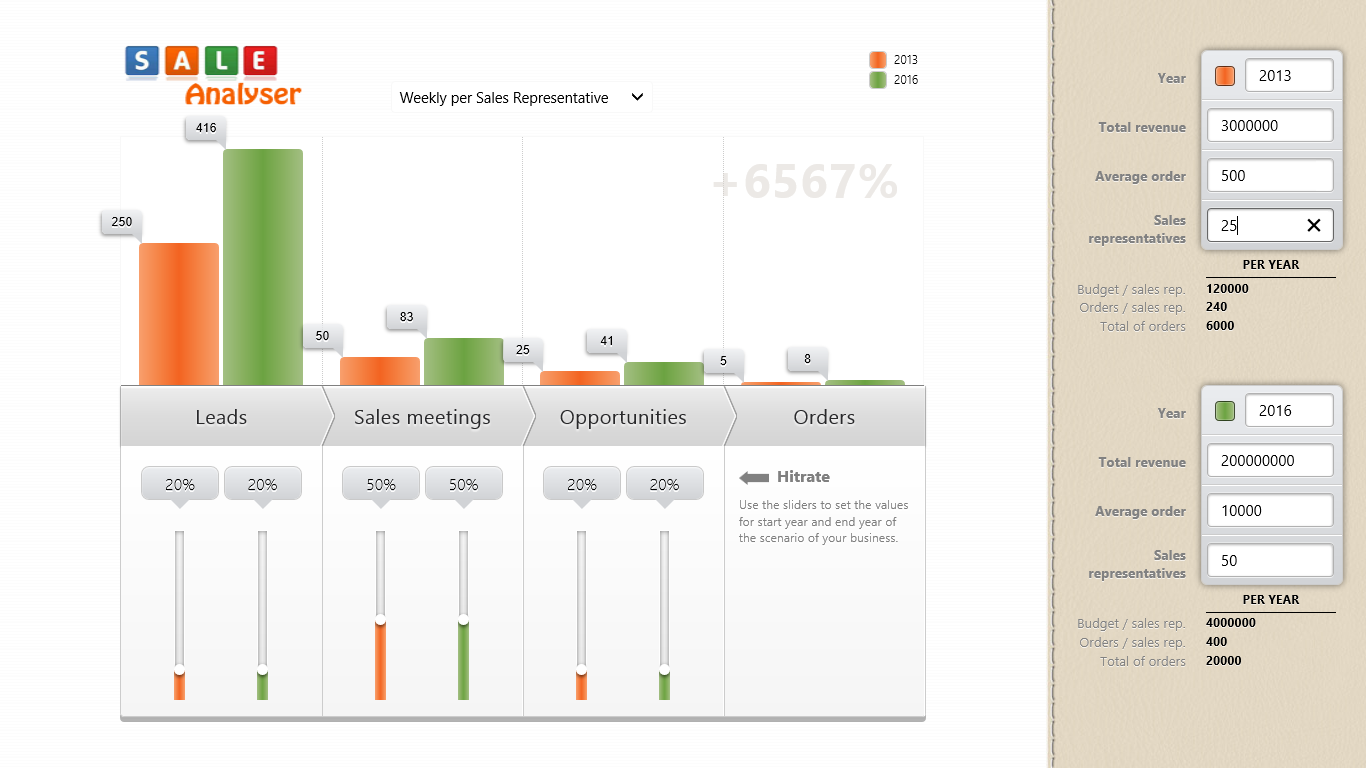 SALE
Analyser
Weekly per Sales Representative
2013
2016
+6567%
416
250
50
83
25
41
5
8
Leads
Sales meetings
Opportunities
Orders
20%
20%
50%
50%
20%
20%
Hitrate
Use the sliders to set the values
for start year and end year of
the scenario of your business.
Year
2013
Total revenue
3000000
Average order
500
Sales
representatives
25
PER YEAR
Budget / sales rep.
120000
Orders / sales rep.
240
Total of orders
6000
Year
2016
Total revenue
200000000
Average order
10000
Sales
representatives
50
PER YEAR
Budget / sales rep.
4000000
Orders / sales rep.
400
Total of orders
20000